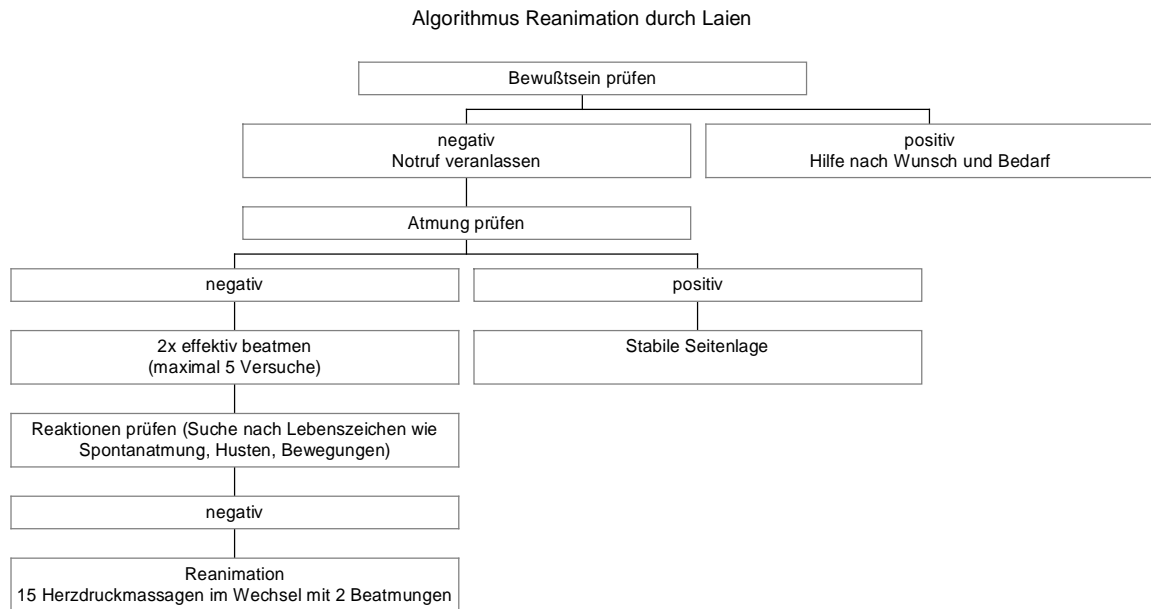 Algorithmus Reanimation durch Laien
Bewußtsein prüfen
negativ
Notruf veranlassen
positiv
Hilfe nach Wunsch und Bedarf
Atmung prüfen
negativ
positiv
2x effektiv beatmen
(maximal 5 Versuche)
Stabile Seitenlage
Reaktionen prüfen (Suche nach Lebenszeichen wie
Spontanatmung, Husten, Bewegungen)
negativ
Reanimation
15 Herzdruckmassagen im Wechsel mit 2 Beatmungen